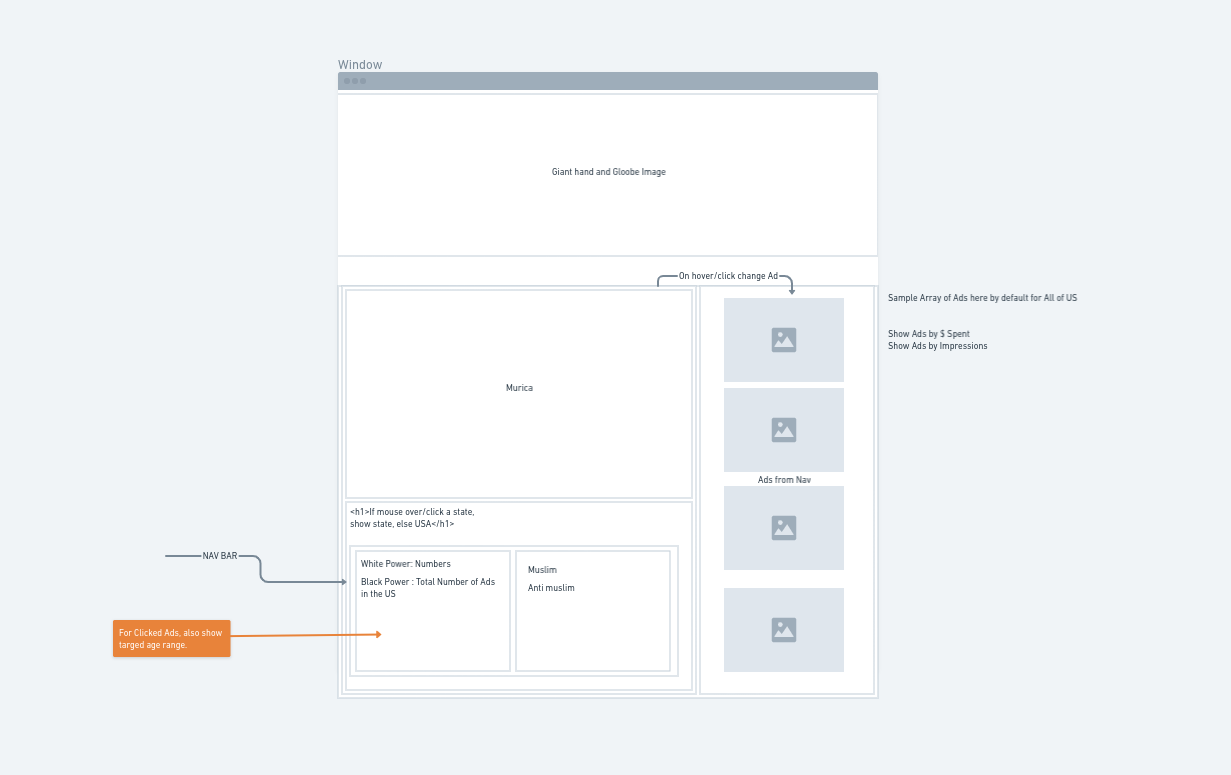 Window
Giant hand and Gloobe Image
On hover/click change Ad
Sample Array of Ads here by default for All of US
Show Ads by $ Spent
Show Ads by Impressions
Murica
Ads from Nav
<h1>If mouse over/click a state,
show state, else USA</h1>
NAV BAR
White Power: Numbers
Black Power : Total Number of Ads
in the US
Muslim
Anti muslim
For Clicked Ads, also show
targed age range.